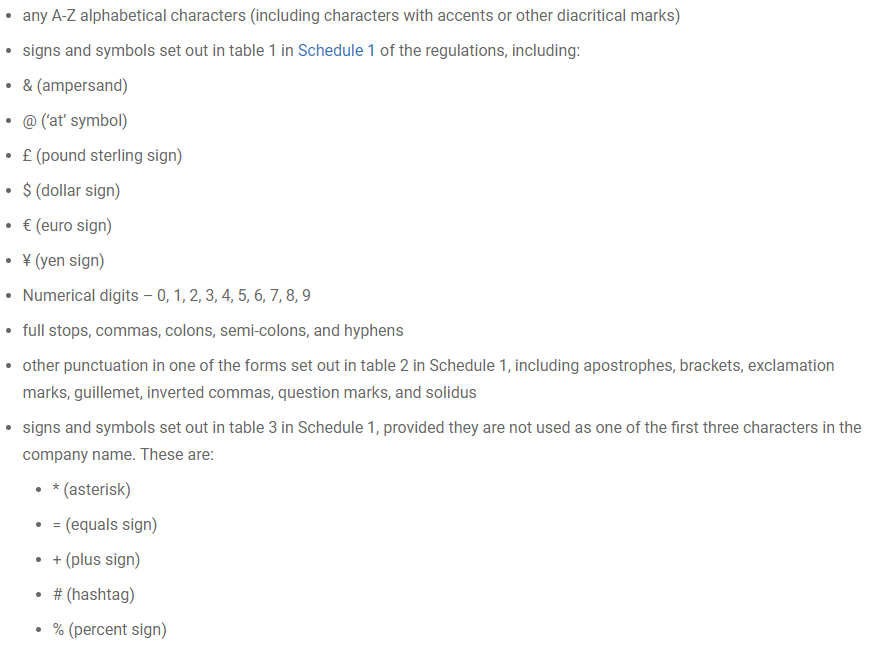 • any A-Z alphabetical characters (including characters with accents or other diacritical marks)
• signs and symbols set out in table 1 in Schedule 1 of the regulations, including:
• & (ampersand)
• @ (‘at’ symbol)
• £ (pound sterling sign)
• $ (dollar sign)
• € (euro sign)
• ¥ (yen sign)
• Numerical digits – 0, 1, 2, 3, 4, 5, 6, 7, 8, 9
• full stops, commas, colons, semi-colons, and hyphens
• other punctuation in one of the forms set out in table 2 in Schedule 1, including apostrophes, brackets, exclamation
marks, guillemet, inverted commas, question marks, and solidus
• signs and symbols set out in table 3 in Schedule 1, provided they are not used as one of the first three characters in the
company name. These are:
• * (asterisk)
• = (equals sign)
• + (plus sign)
• # (hashtag)
• % (percent sign)